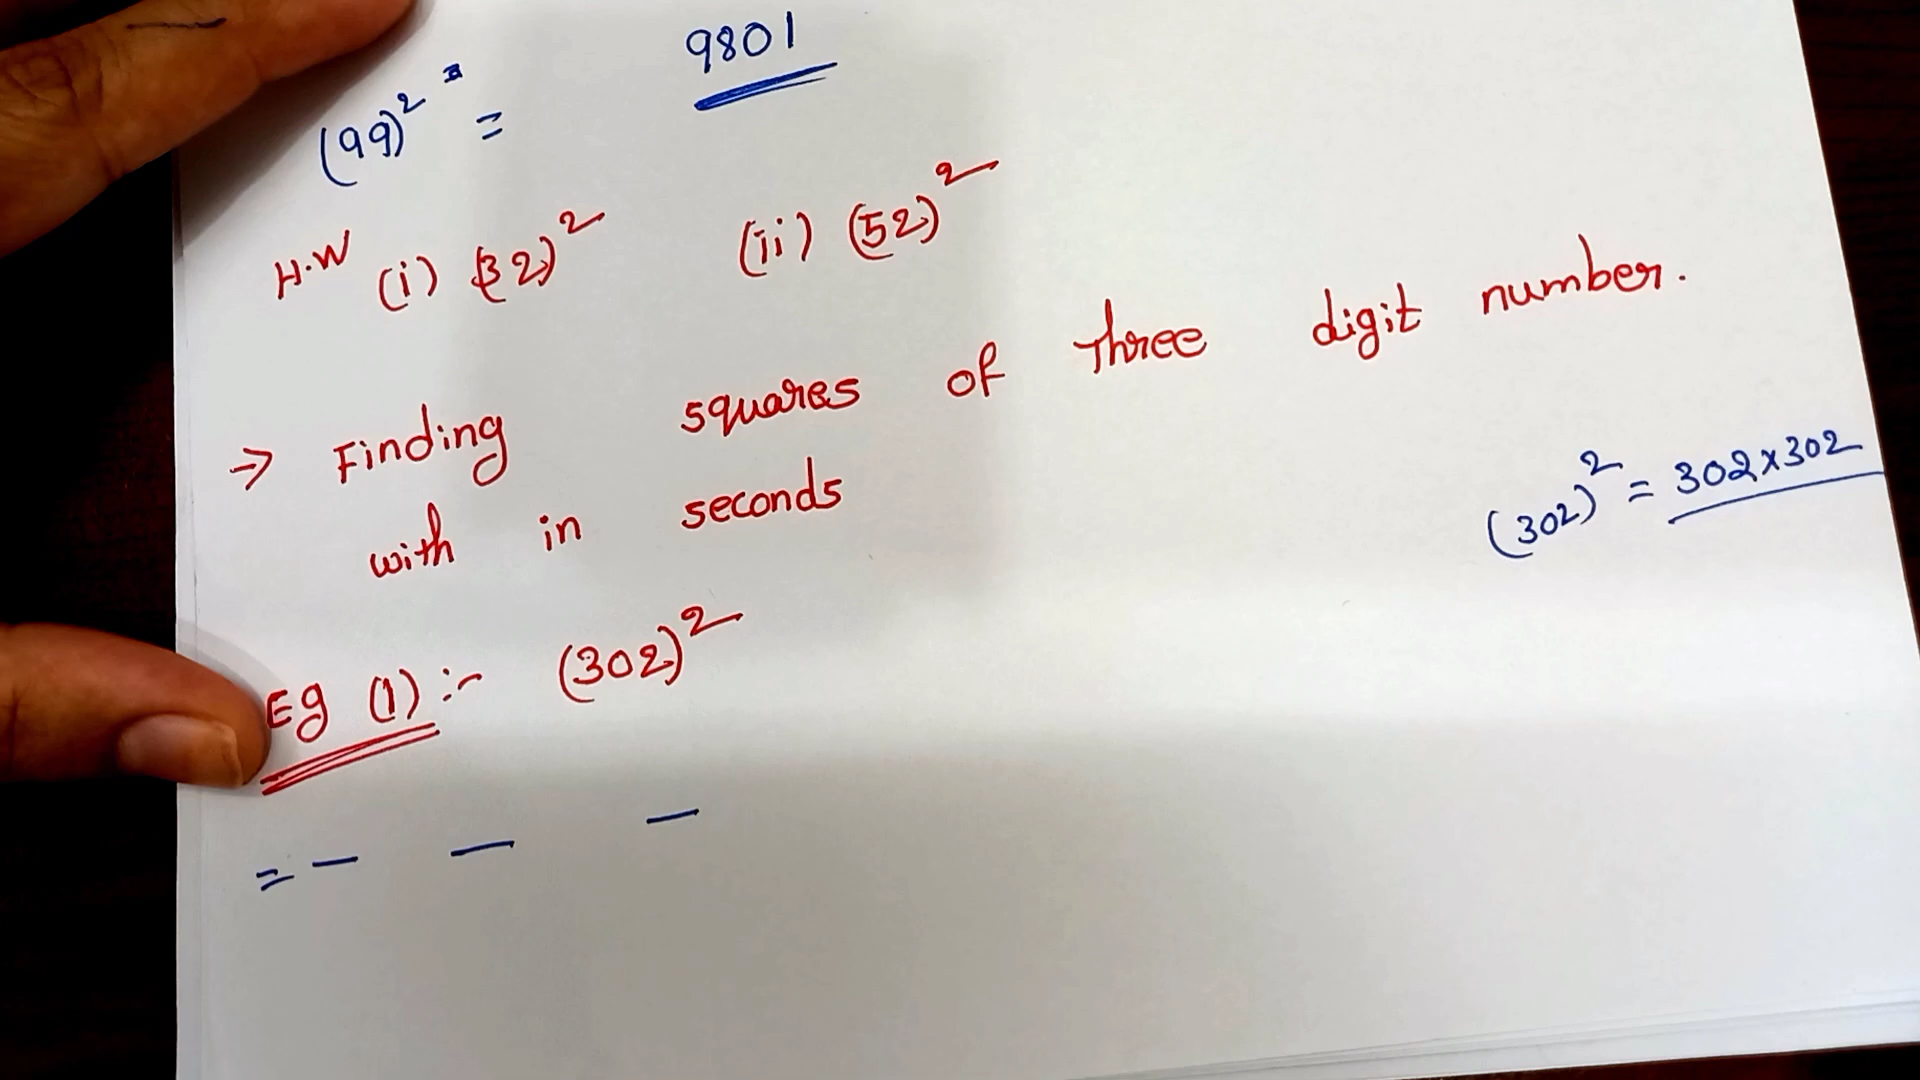 (99)² = 9801
H.W (i) (32)² (ii) (52)²
→ Finding squares of three digit number.
with in seconds
(302)² = 302×302
Eg (1) :- (302)²
= — — —